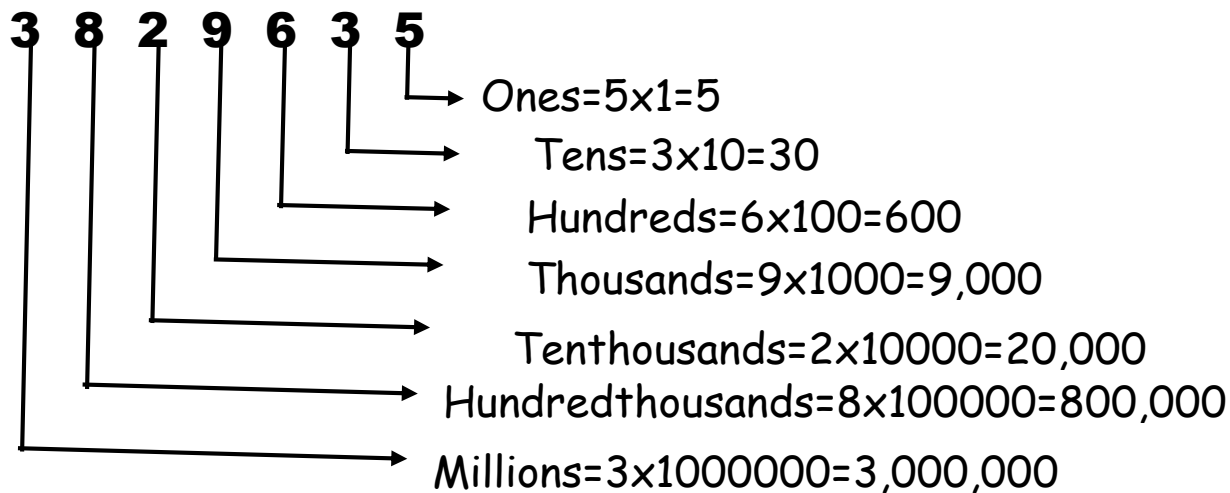 3 8 2 9 6 3 5
Ones=5x1=5
Tens=3x10=30
Hundreds=6x100=600
Thousands=9x1000=9,000
Tenthousands=2x10000=20,000
Hundredthousands=8x100000=800,000
Millions=3x1000000=3,000,000